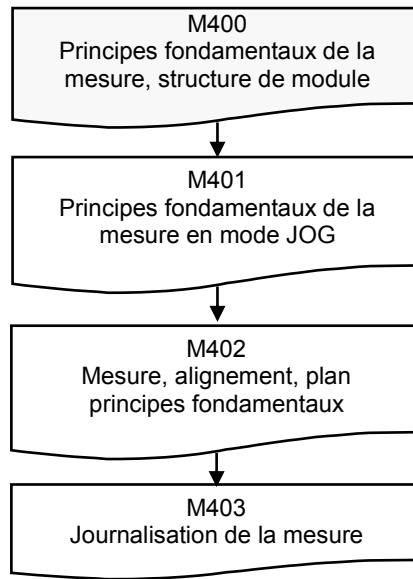 M400
Principes fondamentaux de la
mesure, structure de module
M401
Principes fondamentaux de la
mesure en mode JOG
M402
Mesure, alignement, plan
principes fondamentaux
M403
Journalisation de la mesure